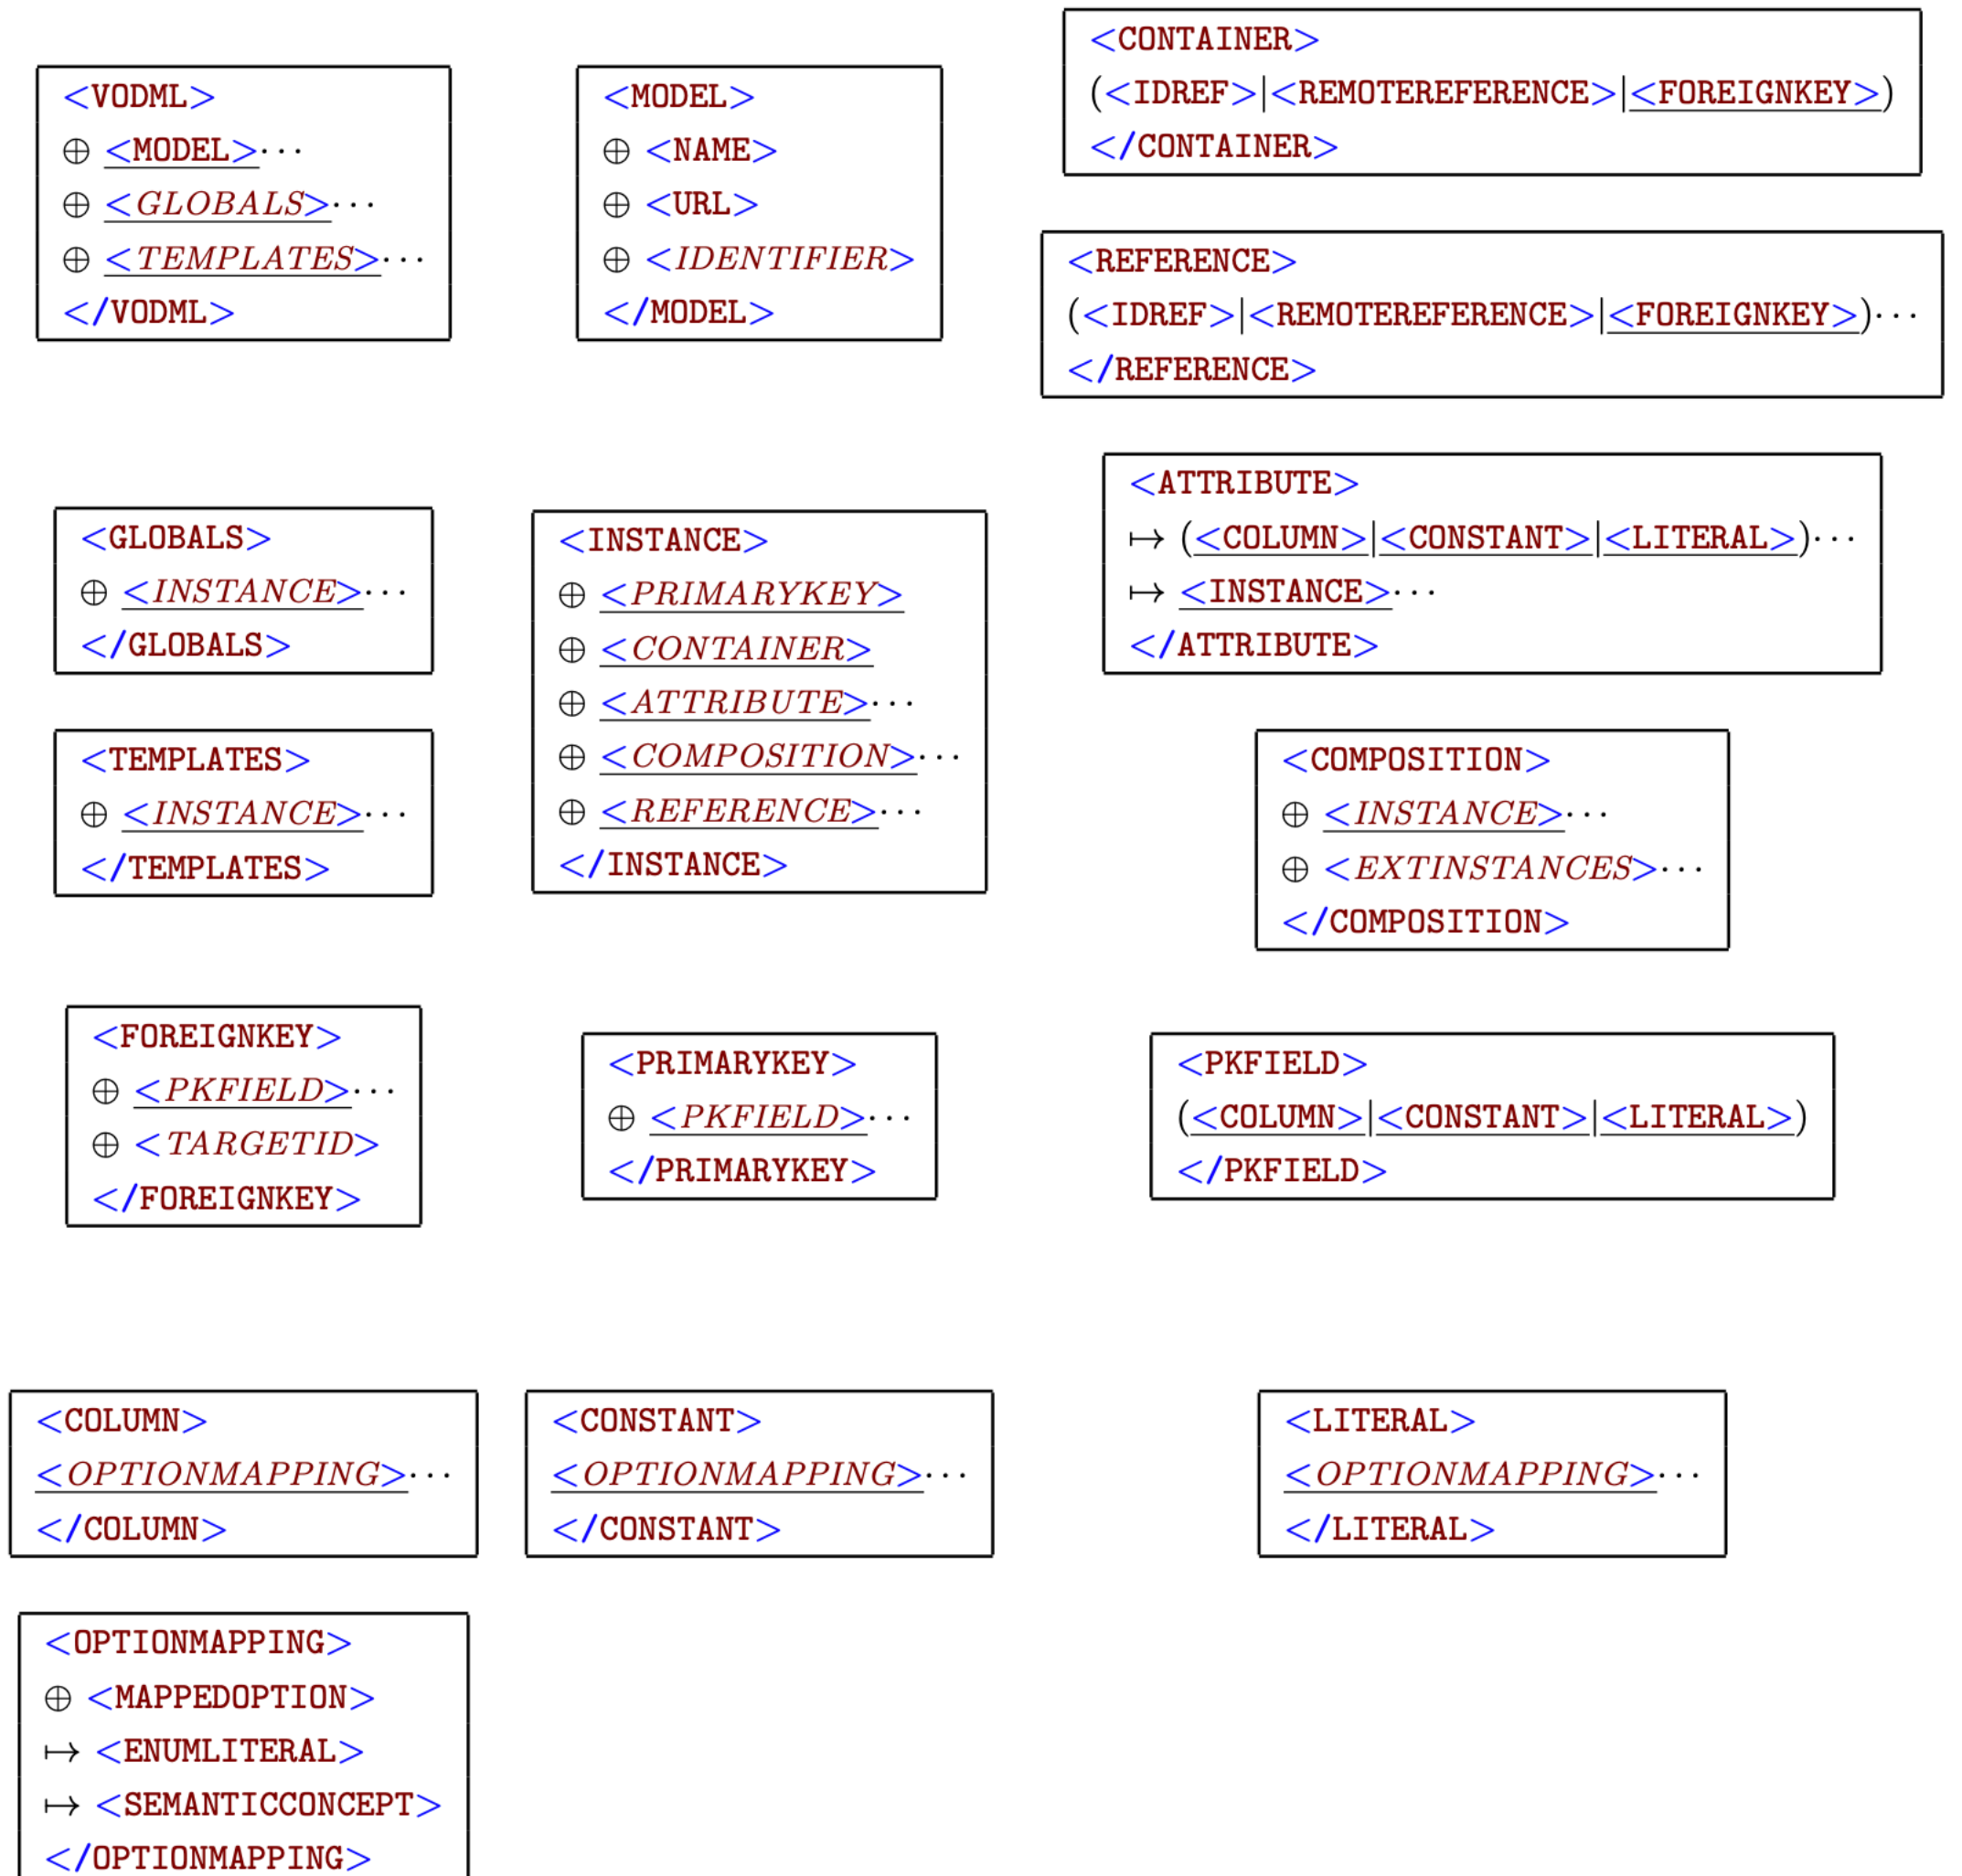 <VODML>
⊕ <MODEL>···
⊕ <GLOBALS>···
⊕ <TEMPLATES>···
</VODML>
<MODEL>
⊕ <NAME>
⊕ <URL>
⊕ <IDENTIFIER>
</MODEL>
<CONTAINER>
(<IDREF>|<REMOTEREFERENCE>|<FOREIGNKEY>)
</CONTAINER>
<REFERENCE>
(<IDREF>|<REMOTEREFERENCE>|<FOREIGNKEY>)···
</REFERENCE>
<GLOBALS>
⊕ <INSTANCE>···
</GLOBALS>
<TEMPLATES>
⊕ <INSTANCE>···
</TEMPLATES>
<INSTANCE>
⊕ <PRIMARYKEY>
⊕ <CONTAINER>
⊕ <ATTRIBUTE>···
⊕ <COMPOSITION>···
⊕ <REFERENCE>···
</INSTANCE>
<ATTRIBUTE>
↦ (<COLUMN>|<CONSTANT>|<LITERAL>)···
↦ <INSTANCE>···
</ATTRIBUTE>
<COMPOSITION>
⊕ <INSTANCE>···
⊕ <EXTINSTANCES>···
</COMPOSITION>
<FOREIGNKEY>
⊕ <PKFIELD>···
⊕ <TARGETID>
</FOREIGNKEY>
<PRIMARYKEY>
⊕ <PKFIELD>···
</PRIMARYKEY>
<PKFIELD>
(<COLUMN>|<CONSTANT>|<LITERAL>)
</PKFIELD>
<COLUMN>
<OPTIONMAPPING>···
</COLUMN>
<CONSTANT>
<OPTIONMAPPING>···
</CONSTANT>
<LITERAL>
<OPTIONMAPPING>···
</LITERAL>
<OPTIONMAPPING>
⊕ <MAPPEDOPTION>
↦ <ENUMLITERAL>
↦ <SEMANTICCONCEPT>
</OPTIONMAPPING>